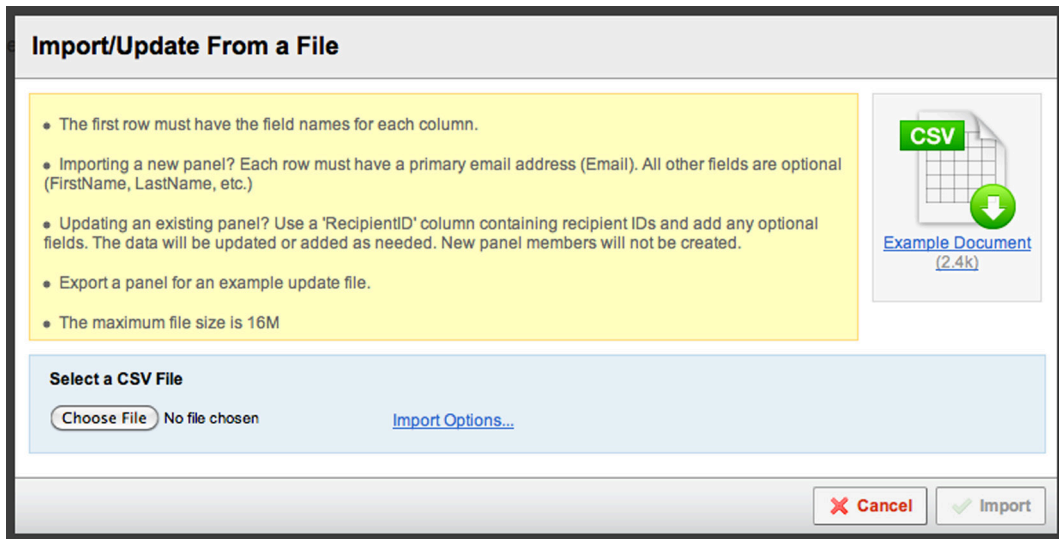 Import/Update From a File
• The first row must have the field names for each column.
• Importing a new panel? Each row must have a primary email address (Email). All other fields are optional
(FirstName, LastName, etc.)
• Updating an existing panel? Use a 'RecipientID' column containing recipient IDs and add any optional
fields. The data will be updated or added as needed. New panel members will not be created.
• Export a panel for an example update file.
• The maximum file size is 16M
CSV
Example Document
(2.4k)
Select a CSV File
Choose File No file chosen Import Options...
Cancel Import